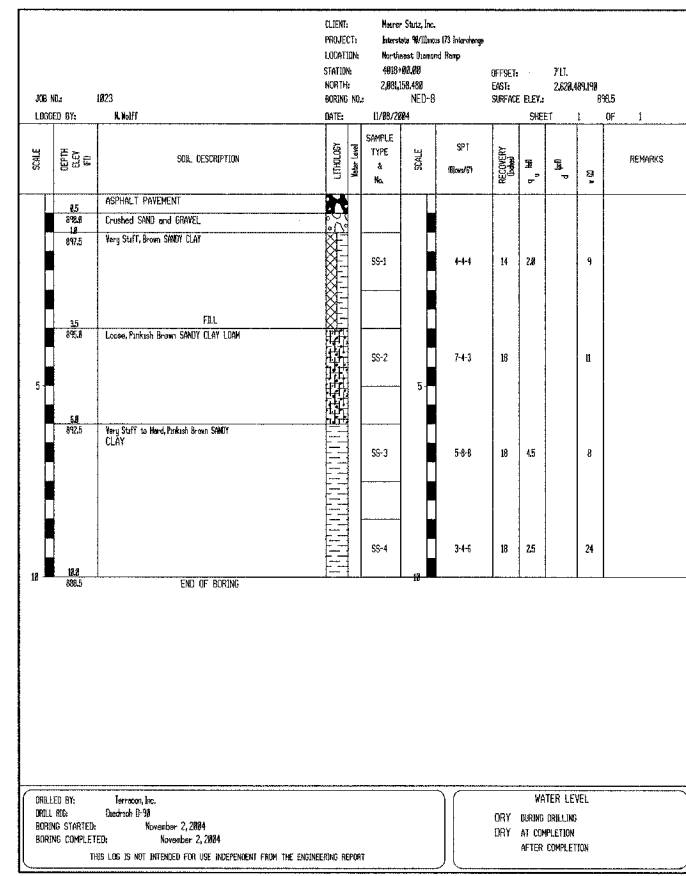 CLIENT: Maurer Stutz, Inc.
PROJECT: Interstate 90/Illinois 173 Interchange
LOCATION: Northeast Diamond Ramp
STATION: 4018+00.00 OFFSET: 7' LT.
NORTH: 2,081,158.480 EAST: 2,620,489.190
JOB NO.: 1023 BORING NO.: NED-8 SURFACE ELEV.: 898.5
LOGGED BY: N. Wolff DATE: 11/08/2004 SHEET 1 OF 1
SCALE DEPTH ELEV (FT) SOIL DESCRIPTION LITHOLOGY Water Level SAMPLE TYPE & No. SCALE SPT (Blows/6") RECOVERY (Inches) q u (tsf) d (pcf) w (%) REMARKS
ASPHALT PAVEMENT
0.5
898.0 Crushed SAND and GRAVEL
1.0
897.5 Very Stiff, Brown SANDY CLAY
SS-1 4-4-4 14 2.0 9
FILL
3.5
895.0 Loose, Pinkish Brown SANDY CLAY LOAM
SS-2 7-4-3 16 11
5 5
6.0
892.5 Very Stiff to Hard, Pinkish Brown SANDY
CLAY
SS-3 5-8-8 18 4.5 8
SS-4 3-4-6 18 2.5 24
10 10.0 10
888.5 END OF BORING
DRILLED BY: Terracon, Inc.
DRILL RIG: Diedrich D-90
BORING STARTED: November 2, 2004
BORING COMPLETED: November 2, 2004
THIS LOG IS NOT INTENDED FOR USE INDEPENDENT FROM THE ENGINEERING REPORT
WATER LEVEL
DRY DURING DRILLING
DRY AT COMPLETION
AFTER COMPLETION